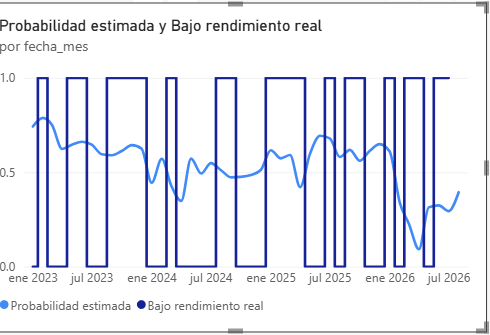 Probabilidad estimada y Bajo rendimiento real
por fecha_mes
1.0
0.5
0.0
ene 2023 jul 2023 ene 2024 jul 2024 ene 2025 jul 2025 ene 2026 jul 2026
Probabilidad estimada Bajo rendimiento real